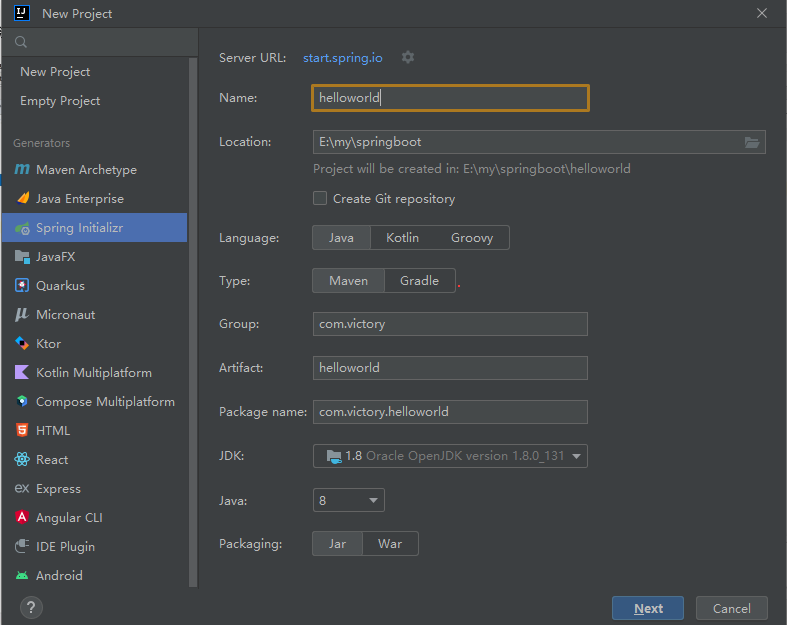 New Project
New Project
Empty Project
Generators
Maven Archetype
Java Enterprise
Spring Initializr
JavaFX
Quarkus
Micronaut
Ktor
Kotlin Multiplatform
Compose Multiplatform
HTML
React
Express
Angular CLI
IDE Plugin
Android
Server URL: start.spring.io
Name: helloworld
Location: E:\my\springboot
Project will be created in: E:\my\springboot\helloworld
Create Git repository
Language: Java Kotlin Groovy
Type: Maven Gradle
Group: com.victory
Artifact: helloworld
Package name: com.victory.helloworld
JDK: 1.8 Oracle OpenJDK version 1.8.0_131
Java: 8
Packaging: Jar War
? Next Cancel